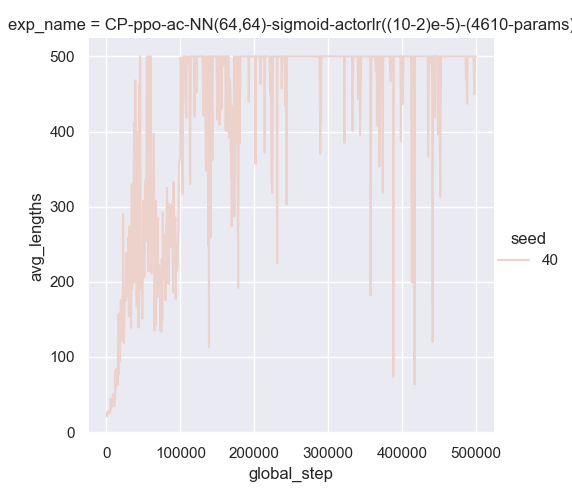 exp_name = CP-ppo-ac-NN(64,64)-sigmoid-actorlr((10-2)e-5)-(4610-params)
500
400
300
200
100
0
avg_lengths
0 100000 200000 300000 400000 500000
global_step
seed
40